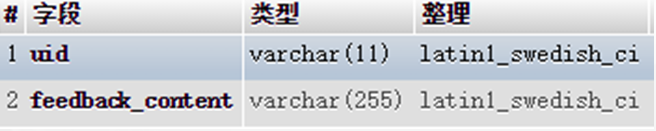 # 字段 类型 整理
1 uid varchar(11) latin1_swedish_ci
2 feedback_content varchar(255) latin1_swedish_ci